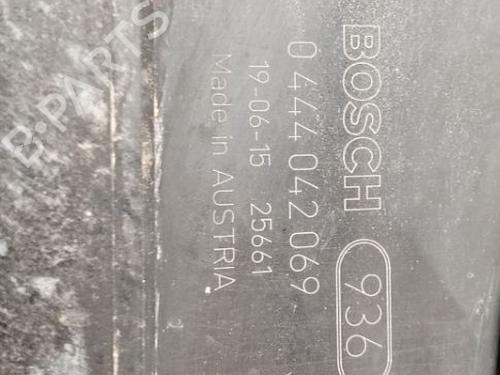 BOSCH 936
0 444 042 069
19-06-15 25661
Made in AUSTRIA
B-PARTS